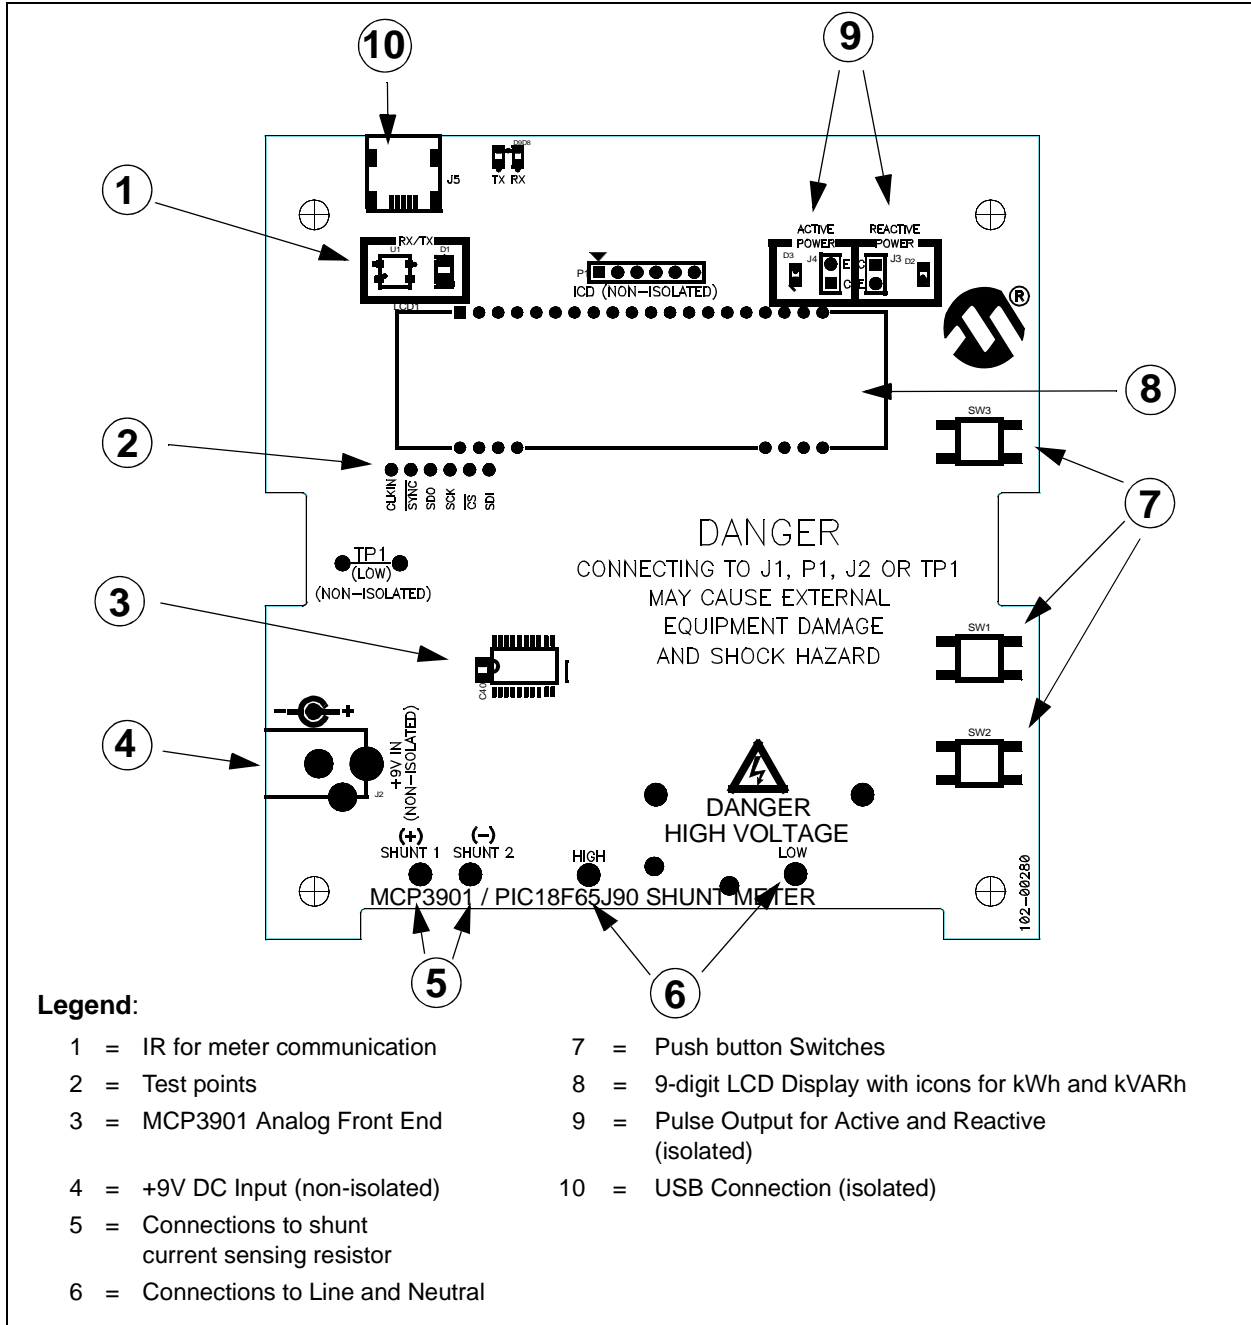 10
9
1
D9D8
TX RX
J5
RX/TX
U1
D1
LCD1
P1
ICD (NON-ISOLATED)
ACTIVE
POWER
REACTIVE
POWER
D3
J4
J3
D2
®
8
SW3
2
CLKIN
SYNC
SDO
SCK
CS
SDI
7
DANGER
CONNECTING TO J1, P1, J2 OR TP1
MAY CAUSE EXTERNAL
EQUIPMENT DAMAGE
AND SHOCK HAZARD
TP1
(LOW)
(NON-ISOLATED)
3
C40
SW1
4
- +
+9V IN
(NON-ISOLATED)
J2
SW2
DANGER
HIGH VOLTAGE
(+)
SHUNT 1
(-)
SHUNT 2
HIGH
LOW
MCP3901 / PIC18F65J90 SHUNT METER
102-00280
5
6
Legend:
1 = IR for meter communication
2 = Test points
3 = MCP3901 Analog Front End
4 = +9V DC Input (non-isolated)
5 = Connections to shunt
current sensing resistor
6 = Connections to Line and Neutral
7 = Push button Switches
8 = 9-digit LCD Display with icons for kWh and kVARh
9 = Pulse Output for Active and Reactive
(isolated)
10 = USB Connection (isolated)